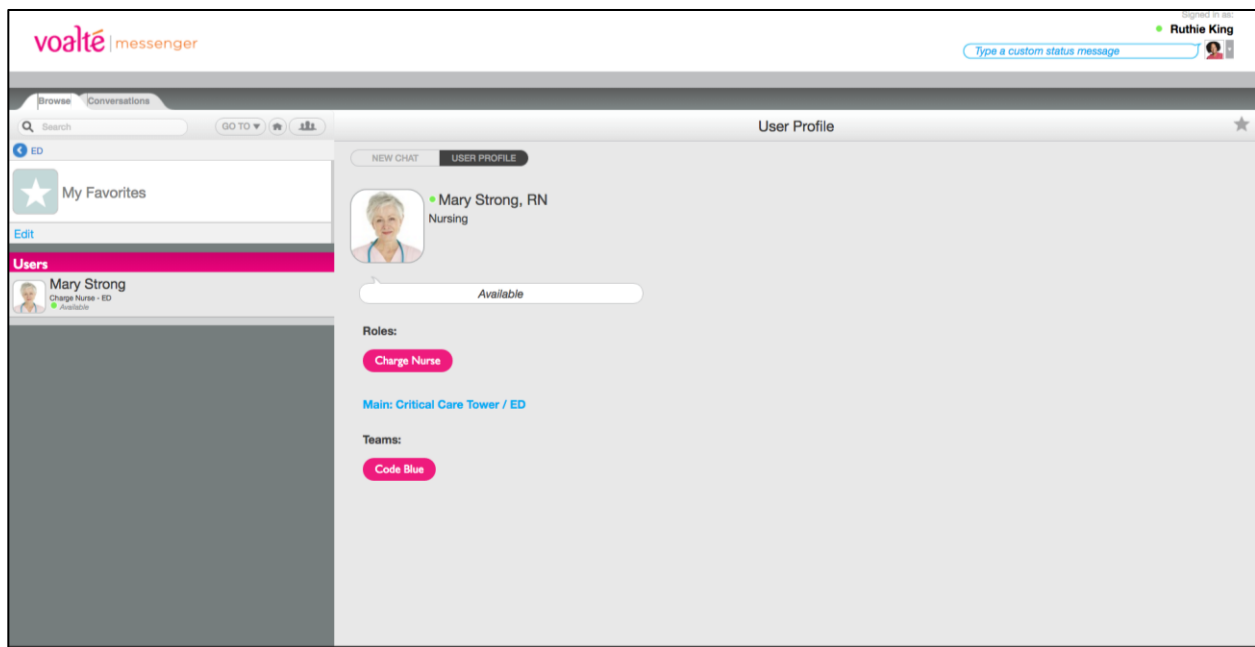 Signed in as:
Ruthie King
voalté messenger
Type a custom status message
Browse Conversations
Search GO TO
User Profile
ED
NEW CHAT USER PROFILE
My Favorites
Mary Strong, RN
Nursing
Edit
Users
Mary Strong
Charge Nurse - ED
Available
Available
Roles:
Charge Nurse
Main: Critical Care Tower / ED
Teams:
Code Blue